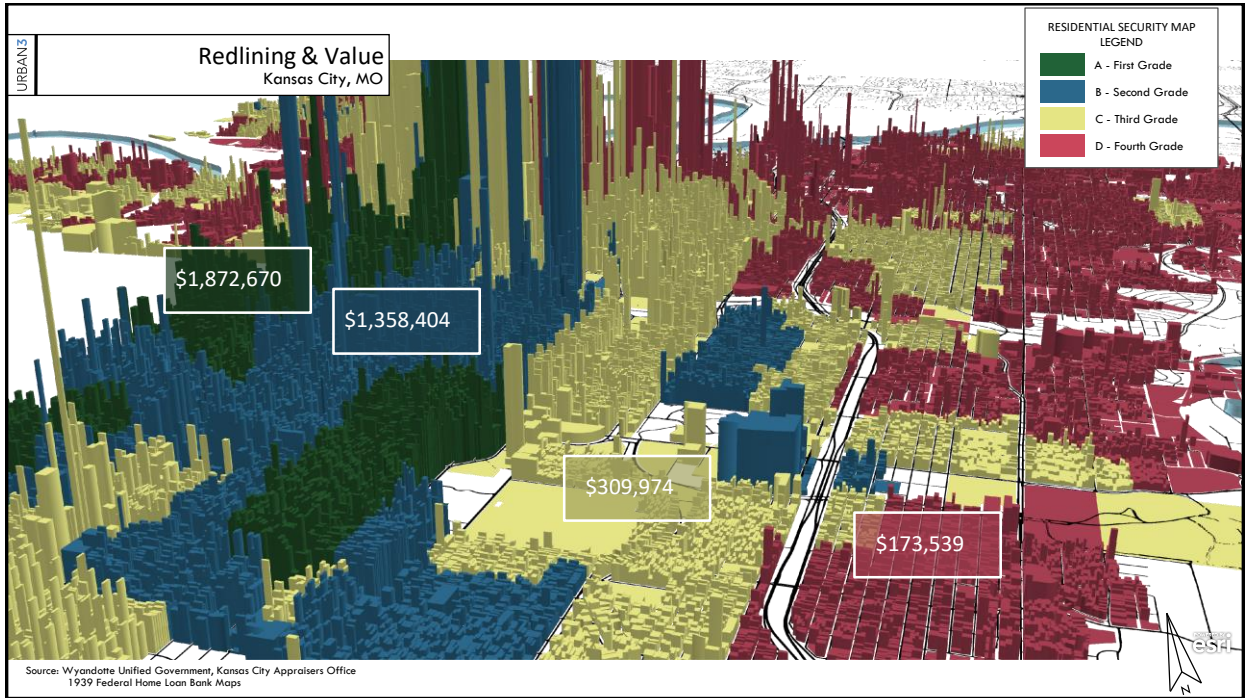 URBAN3
Redlining & Value
Kansas City, MO
RESIDENTIAL SECURITY MAP
LEGEND
A - First Grade
B - Second Grade
C - Third Grade
D - Fourth Grade
$1,872,670
$1,358,404
$309,974
$173,539
Source: Wyandotte Unified Government, Kansas City Appraisers Office
1939 Federal Home Loan Bank Maps
esri
N